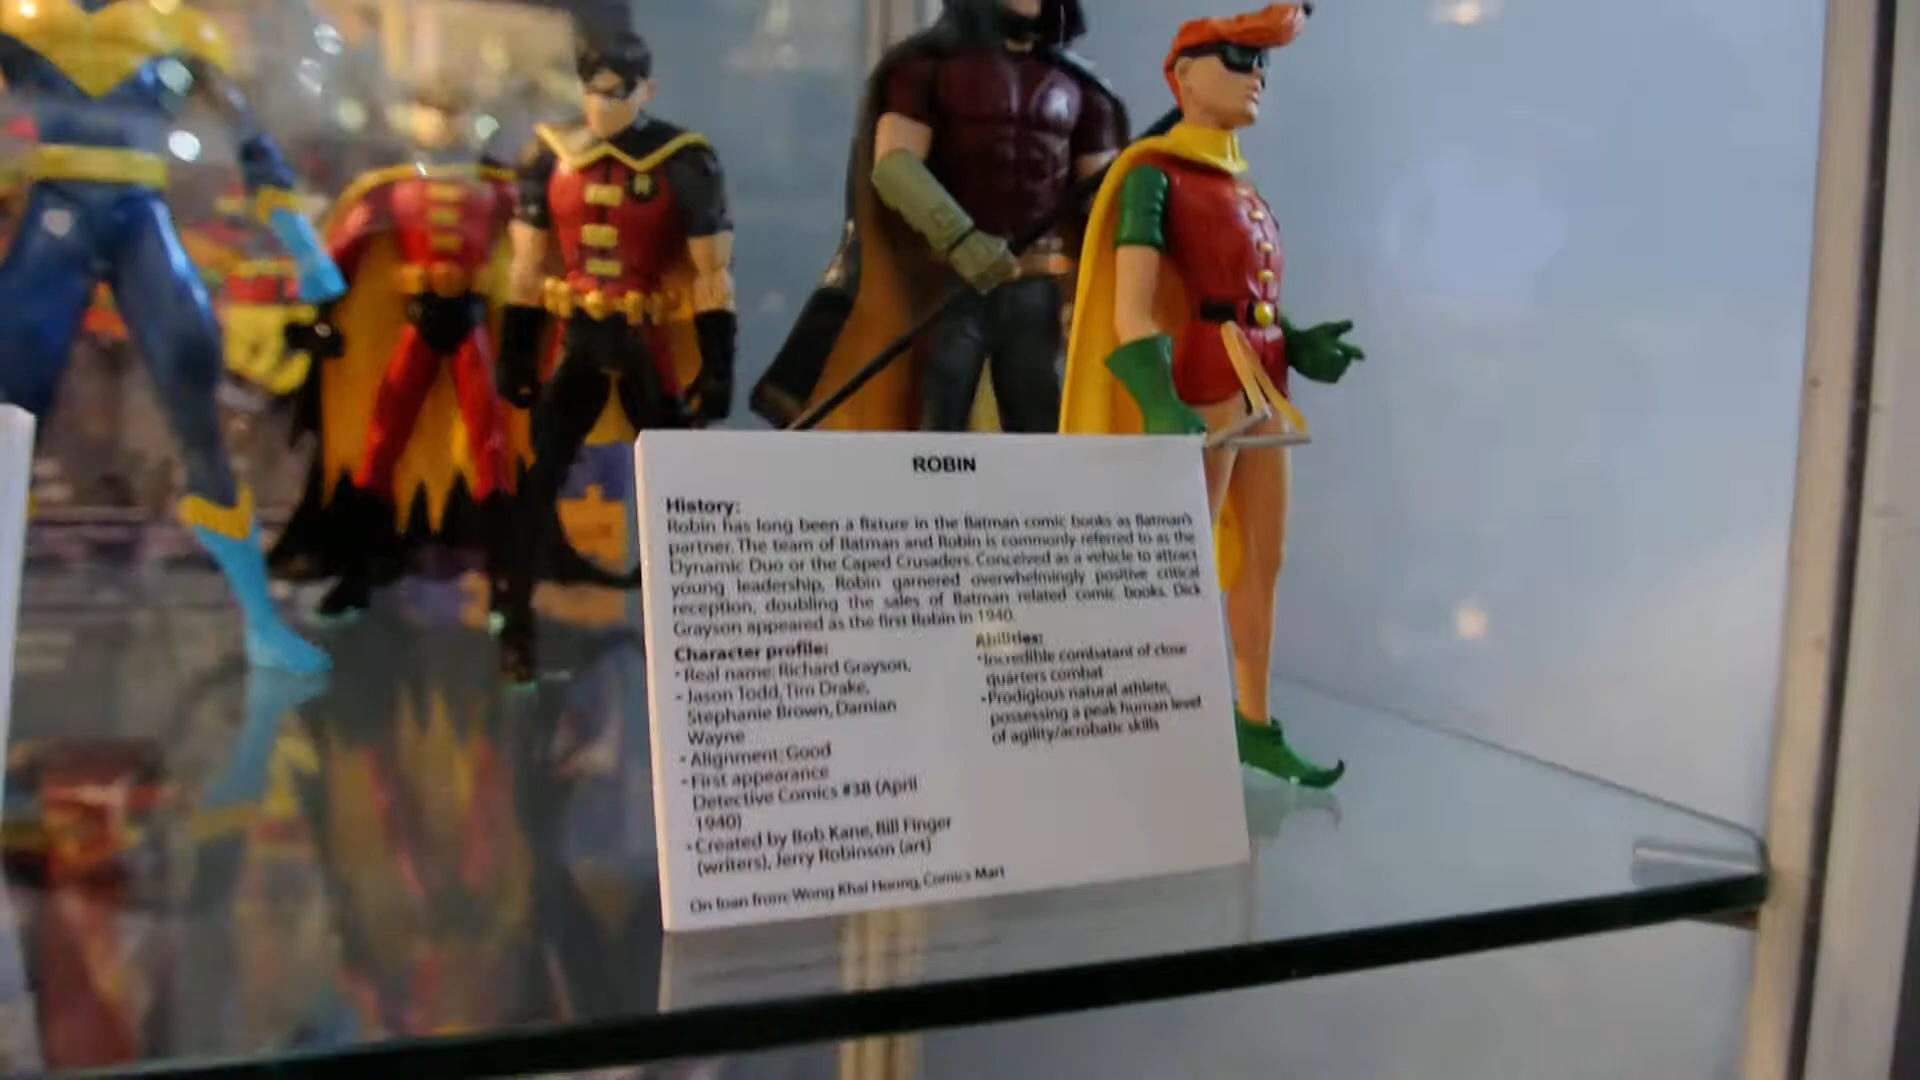 ROBIN
History:
Robin has long been a fixture in the Batman comic books as Batman's
partner. The team of Batman and Robin is commonly referred to as the
Dynamic Duo or the Caped Crusaders. Conceived as a vehicle to attract
young leadership, Robin garnered overwhelmingly positive critical
reception, doubling the sales of Batman related comic books. Dick
Grayson appeared as the first Robin in 1940.
Character profile:
• Real name: Richard Grayson,
• Jason Todd, Tim Drake,
Stephanie Brown, Damian
Wayne
• Alignment: Good
• First appearance
Detective Comics #38 (April
1940)
• Created by Bob Kane, Bill Finger
(writers), Jerry Robinson (art)
Abilities:
• Incredible combatant of close
quarters combat
• Prodigious natural athlete,
possessing a peak human level
of agility/acrobatic skills
On loan from: Wong Khai Hoong, Comics Mart